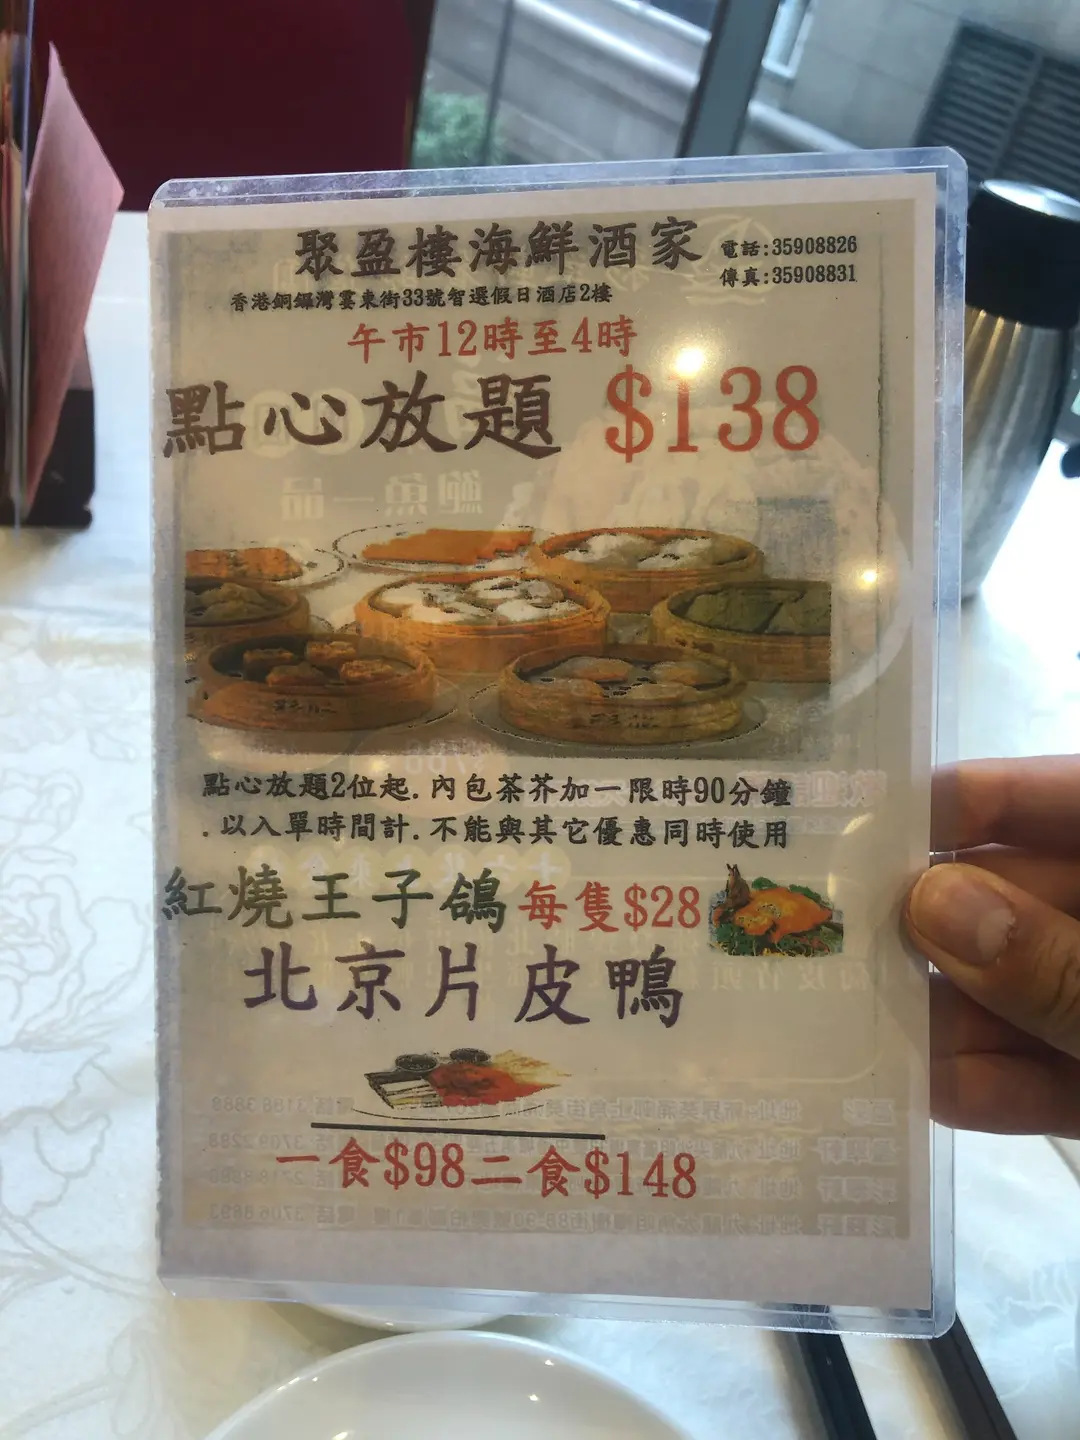 聚盈樓海鮮酒家
電話:35908826
傳真:35908831
香港銅鑼灣霎東街33號智選假日酒店2樓
午市12時至4時
點心放題 $138
點心放題2位起.內包茶芥加一限時90分鐘
.以入單時間計.不能與其它優惠同時使用
紅燒王子鴿每隻$28
北京片皮鴨
一食$98二食$148